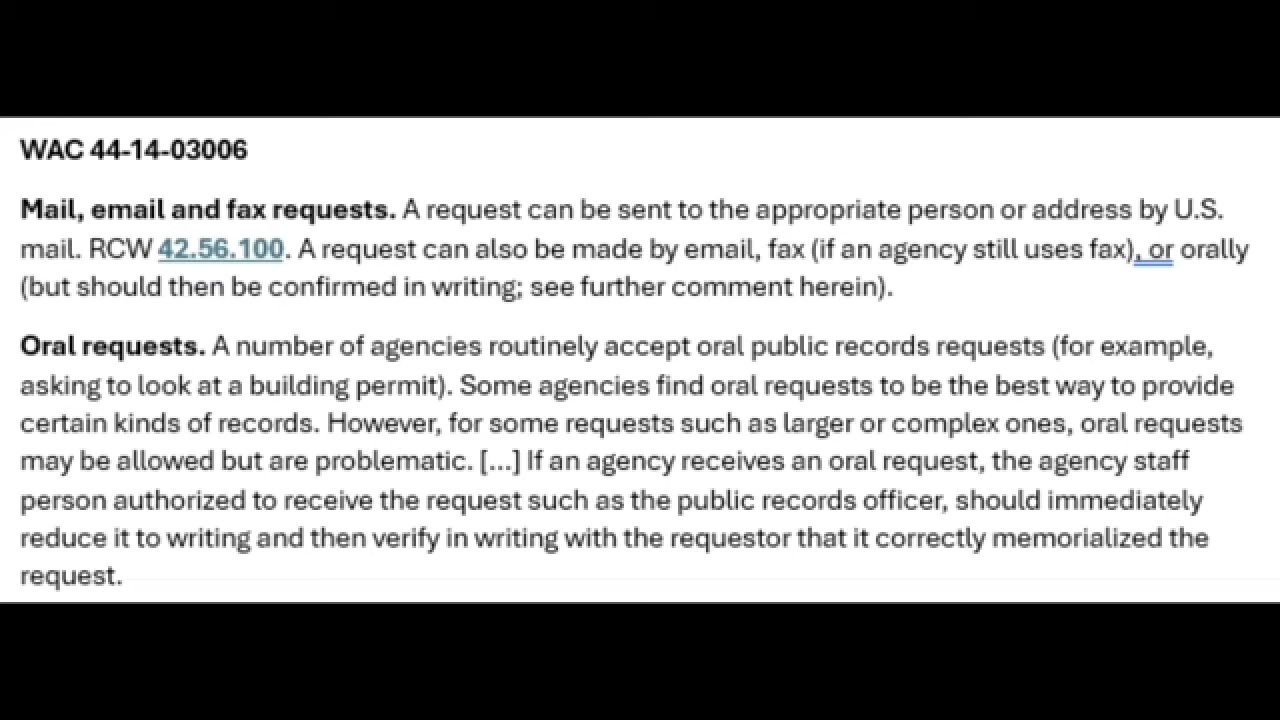 WAC 44-14-03006
Mail, email and fax requests. A request can be sent to the appropriate person or address by U.S.
mail. RCW 42.56.100. A request can also be made by email, fax (if an agency still uses fax), or orally
(but should then be confirmed in writing; see further comment herein).
Oral requests. A number of agencies routinely accept oral public records requests (for example,
asking to look at a building permit). Some agencies find oral requests to be the best way to provide
certain kinds of records. However, for some requests such as larger or complex ones, oral requests
may be allowed but are problematic. [...] If an agency receives an oral request, the agency staff
person authorized to receive the request such as the public records officer, should immediately
reduce it to writing and then verify in writing with the requestor that it correctly memorialized the
request.